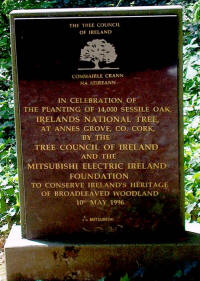 THE TREE COUNCIL
OF IRELAND
COMHAIRLE CRANN
NA hÉIREANN
IN CELEBRATION OF
THE PLANTING OF 14,000 SESSILE OAK,
IRELANDS NATIONAL TREE,
AT ANNES GROVE, CO. CORK,
BY THE
TREE COUNCIL OF IRELAND
AND THE
MITSUBISHI ELECTRIC IRELAND
FOUNDATION
TO CONSERVE IRELAND'S HERITAGE
OF BROADLEAVED WOODLAND
10th MAY 1996
MITSUBISHI